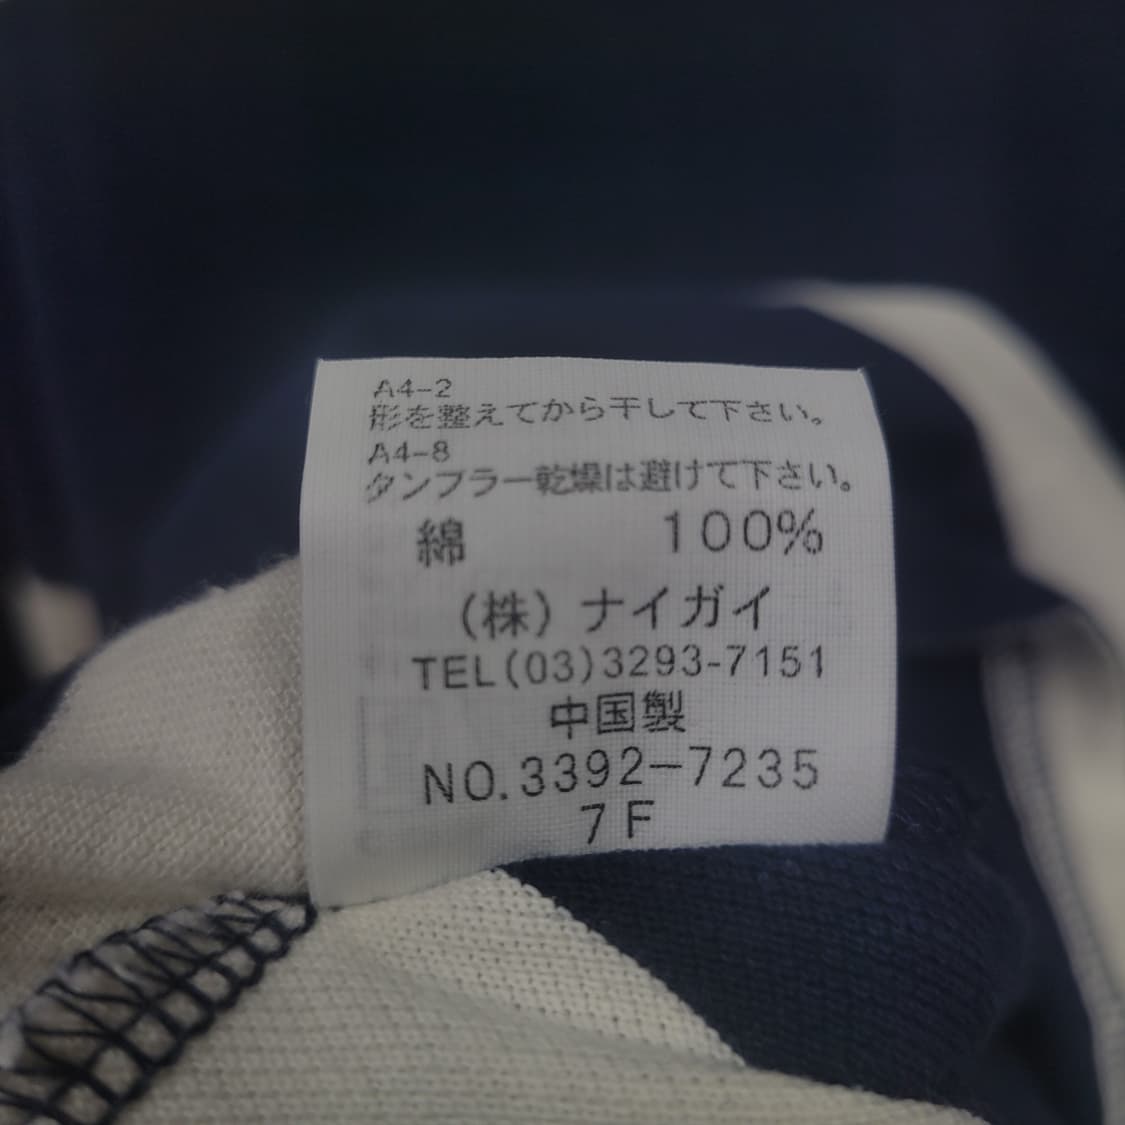 A4-2
形を整えてから干して下さい。
A4-8
タンブラー乾燥は避けて下さい。
綿 100%
(株) ナイガイ
TEL(03)3293-7151
中国製
NO.3392-7235
7F